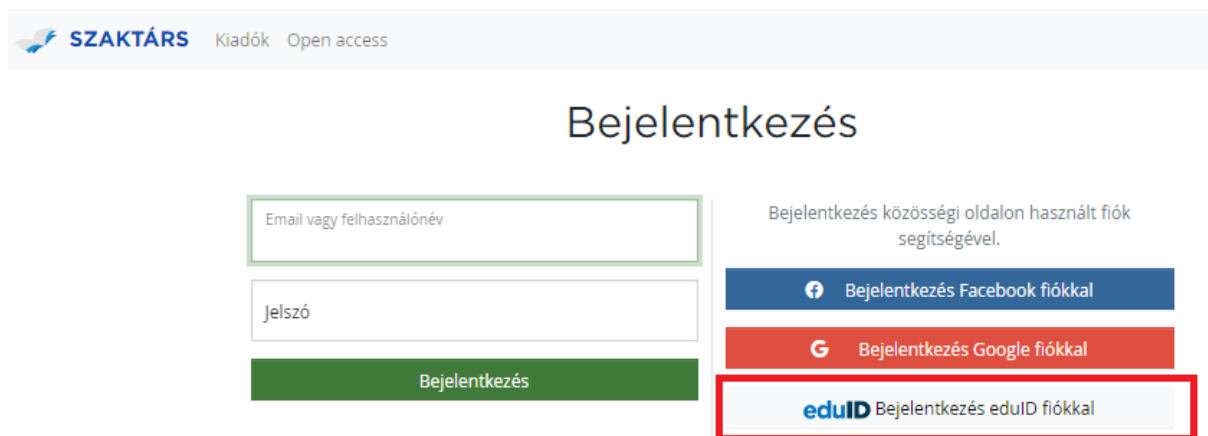 SZAKTÁRS Kiadók Open access
Bejelentkezés
Email vagy felhasználónév
Jelszó
Bejelentkezés
Bejelentkezés közösségi oldalon használt fiók
segítségével.
Bejelentkezés Facebook fiókkal
G Bejelentkezés Google fiókkal
eduID Bejelentkezés eduID fiókkal